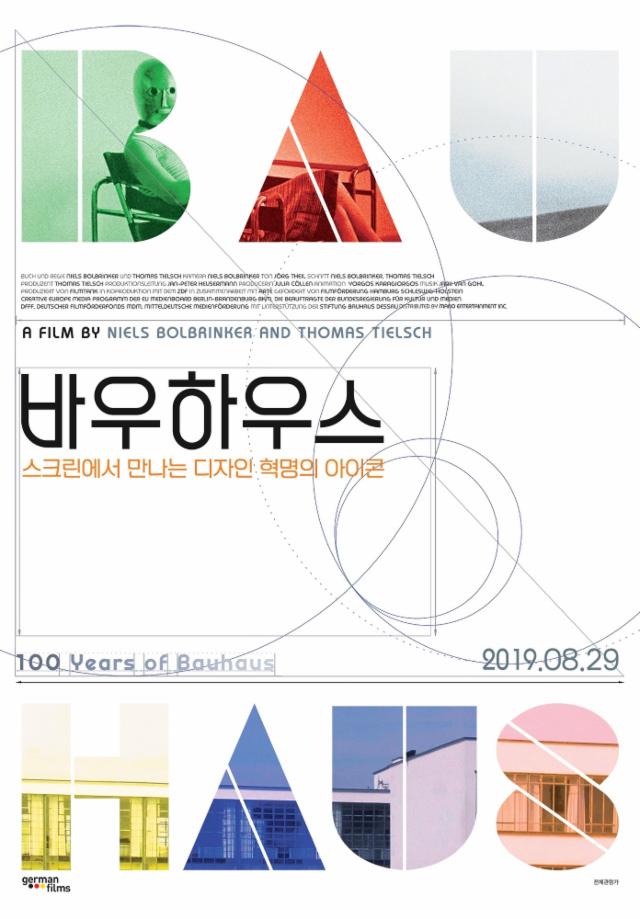 BAU
BUCH UND REGIE NIELS BOLBRINKER UND THOMAS TIELSCH KAMERA NIELS BOLBRINKER TON JÖRG THEIL SCHNITT NIELS BOLBRINKER, THOMAS TIELSCH
PRODUZENT THOMAS TIELSCH PRODUKTIONSLEITUNG JAN-PETER HEUSERMANN PRODUCERIN JULIA CÖLLEN ANIMATION YORGOS KARAGIORGOS MUSIK JARII VAN GOHL
PRODUZIERT VON FILMTANK IN KOPRODUKTION MIT DEM ZDF IN ZUSAMMENARBEIT MIT ARTE GEFÖRDERT VON FILMFÖRDERUNG HAMBURG SCHLESWIG-HOLSTEIN
CREATIVE EUROPE MEDIA-PROGRAMM DER EU MEDIENBOARD BERLIN-BRANDENBURG BKM, DIE BEAUFTRAGTE DER BUNDESREGIERUNG FÜR KULTUR UND MEDIEN
DFFF, DEUTSCHER FILMFÖRDERFONDS MDM, MITTELDEUTSCHE MEDIENFÖRDERUNG MIT UNTERSTÜTZUNG DER STIFTUNG BAUHAUS DESSAU DISTRIBUTED BY MANO ENTERTAINMENT INC.
A FILM BY NIELS BOLBRINKER AND THOMAS TIELSCH
바우하우스
스크린에서 만나는 디자인 혁명의 아이콘
100 Years of Bauhaus
2019.08.29
HAUS
german
films
전체관람가